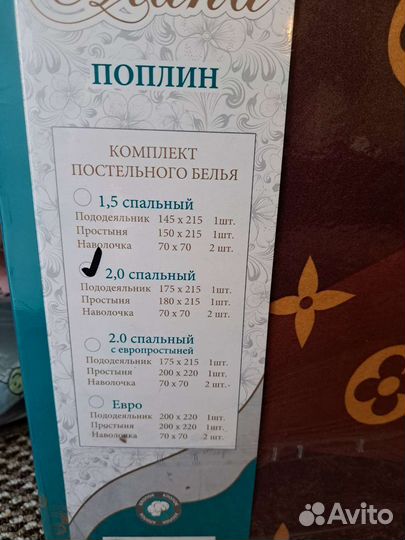 ПОПЛИН
КОМПЛЕКТ
ПОСТЕЛЬНОГО БЕЛЬЯ
1,5 спальный
Пододеяльник 145 x 215 1шт.
Простыня 150 x 215 1шт.
Наволочка 70 x 70 2 шт.
2,0 спальный
Пододеяльник 175 x 215 1шт.
Простыня 180 x 215 1шт.
Наволочка 70 x 70 2 шт.
2.0 спальный
с европростыней
Пододеяльник 175 x 215 1шт.
Простыня 200 x 220 1шт.
Наволочка 70 x 70 2 шт.
Евро
Пододеяльник 200 x 220 1шт.
Простыня 200 x 220 1шт.
Наволочка 70 x 70 2 шт.
Avito